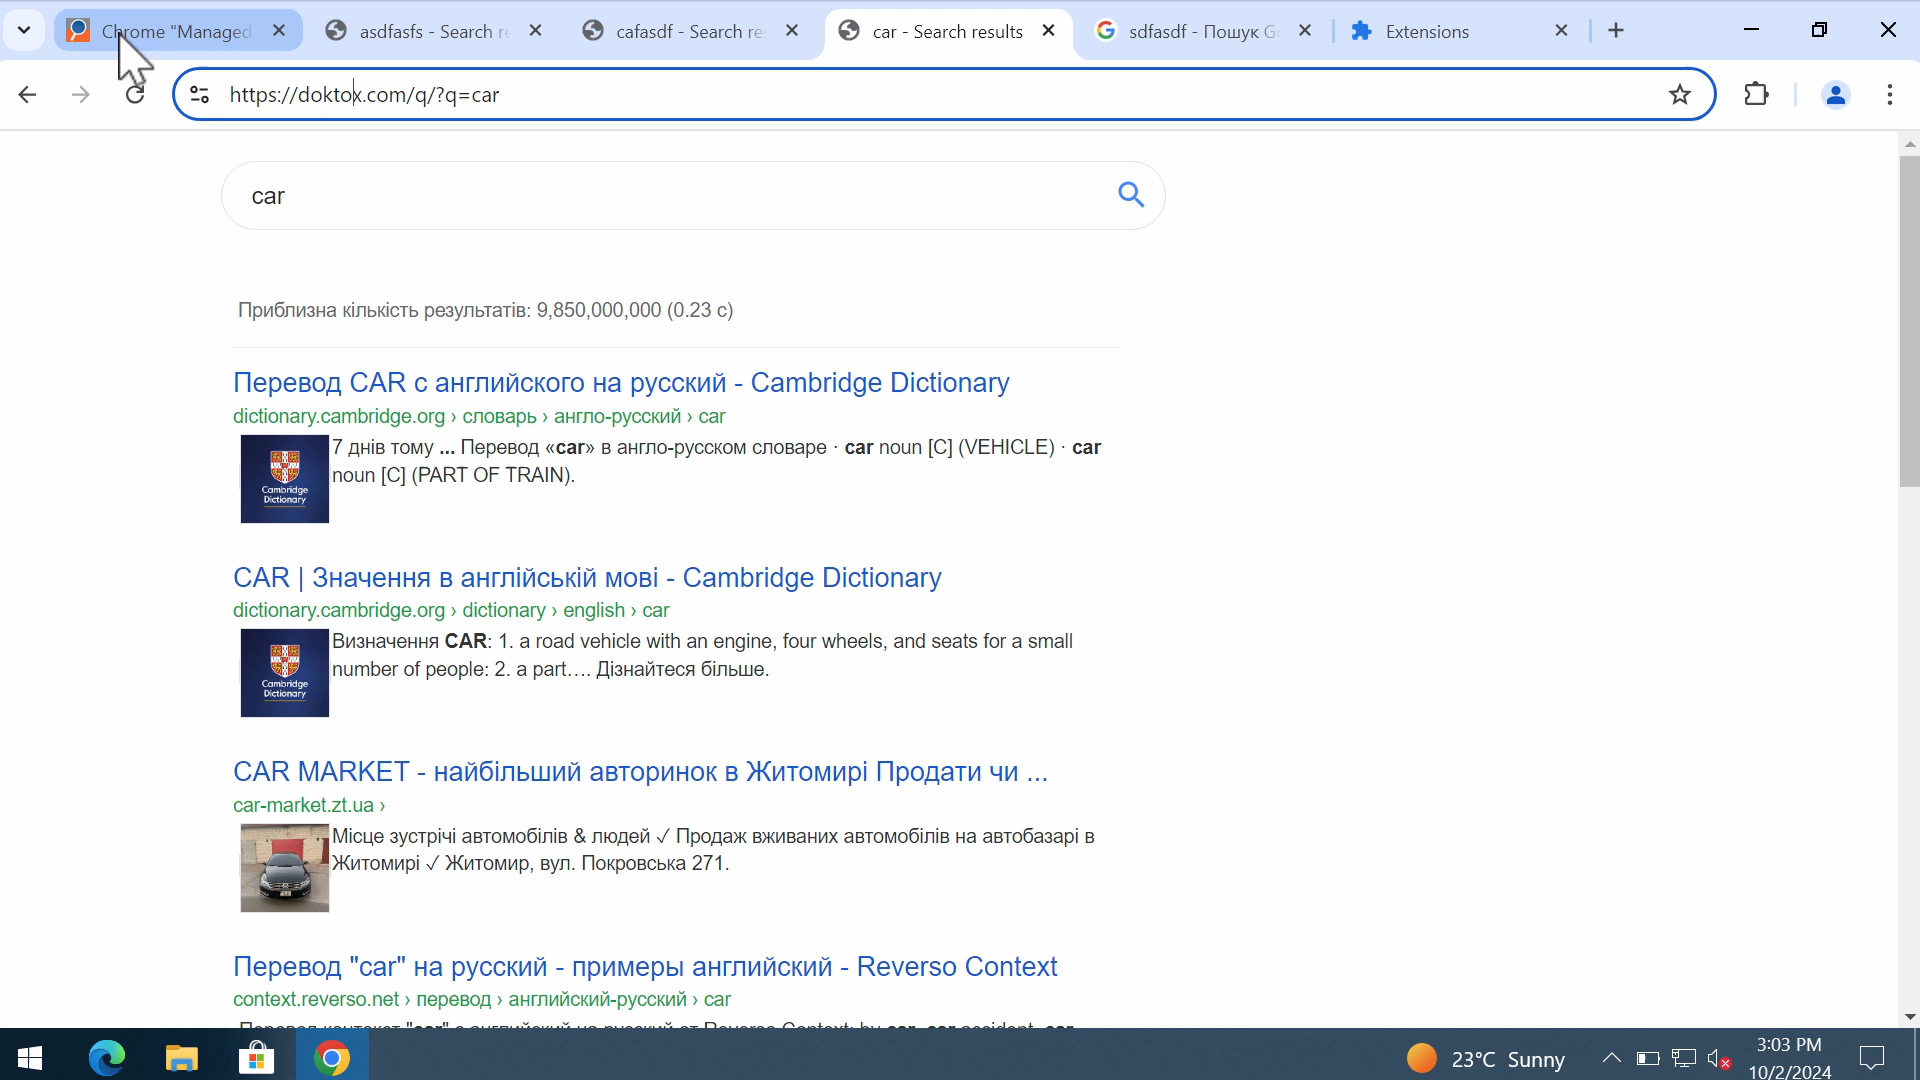 Chrome "Managed
asdfasfs - Search re
cafasdf - Search re
car - Search results
sdfasdf - Пошук G
Extensions
https://doktox.com/q/?q=car
car
Приблизна кількість результатів: 9,850,000,000 (0.23 с)
Перевод CAR с английского на русский - Cambridge Dictionary
dictionary.cambridge.org › словарь › англо-русский › car
Cambridge
Dictionary
7 днів тому ... Перевод «car» в англо-русском словаре · car noun [C] (VEHICLE) · car
noun [C] (PART OF TRAIN).
CAR | Значення в англійській мові - Cambridge Dictionary
dictionary.cambridge.org › dictionary › english › car
Cambridge
Dictionary
Визначення CAR: 1. a road vehicle with an engine, four wheels, and seats for a small
number of people: 2. a part…. Дізнайтеся більше.
CAR MARKET - найбільший авторинок в Житомирі Продати чи ...
car-market.zt.ua ›
Місце зустрічі автомобілів & людей ✓ Продаж вживаних автомобілів на автобазарі в
Житомирі ✓ Житомир, вул. Покровська 271.
Перевод "car" на русский - примеры английский - Reverso Context
context.reverso.net › перевод › английский-русский › car
23°C Sunny
3:03 PM
10/2/2024